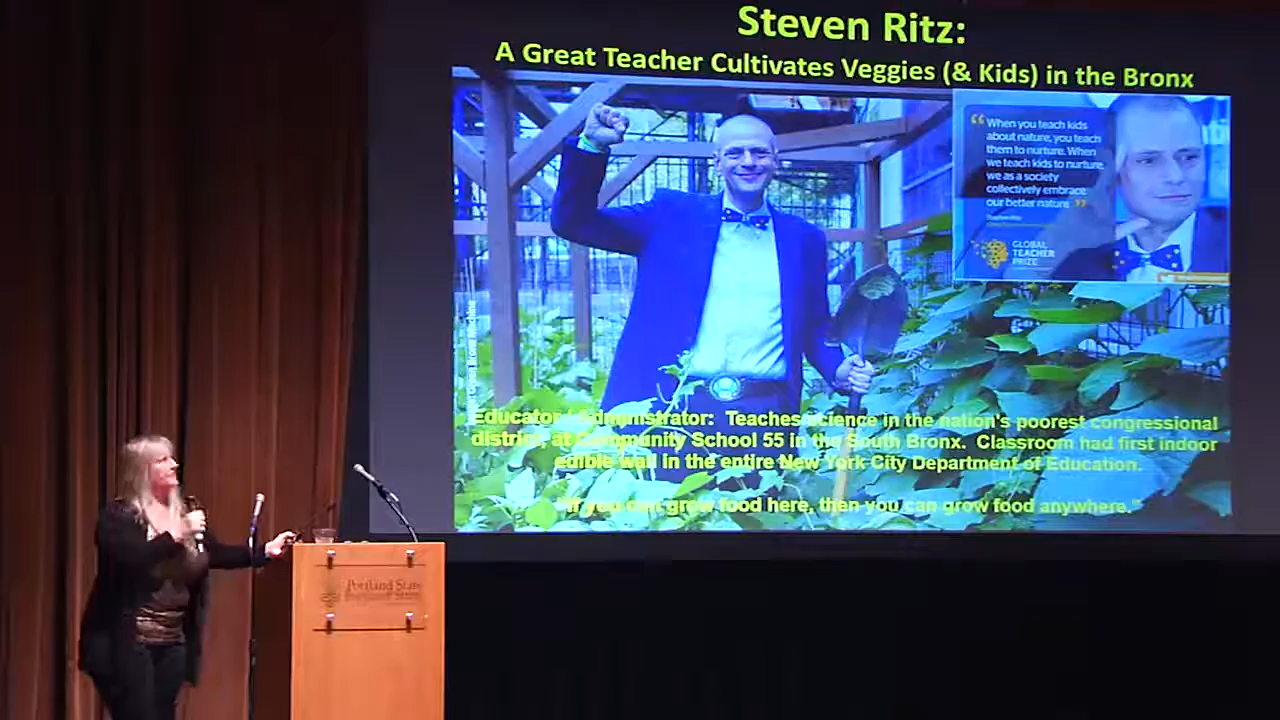 Steven Ritz:
A Great Teacher Cultivates Veggies (& Kids) in the Bronx
“ When you teach kids
about nature, you teach
them to nurture. When
we teach kids to nurture,
we as a society
collectively embrace
our better nature ”
GLOBAL
TEACHER
PRIZE
Educator / Administrator: Teaches science in the nation's poorest congressional
district, at Community School 55 in the South Bronx. Classroom had first indoor
edible wall in the entire New York City Department of Education.
"If you can grow food here, then you can grow food anywhere."
Portland State